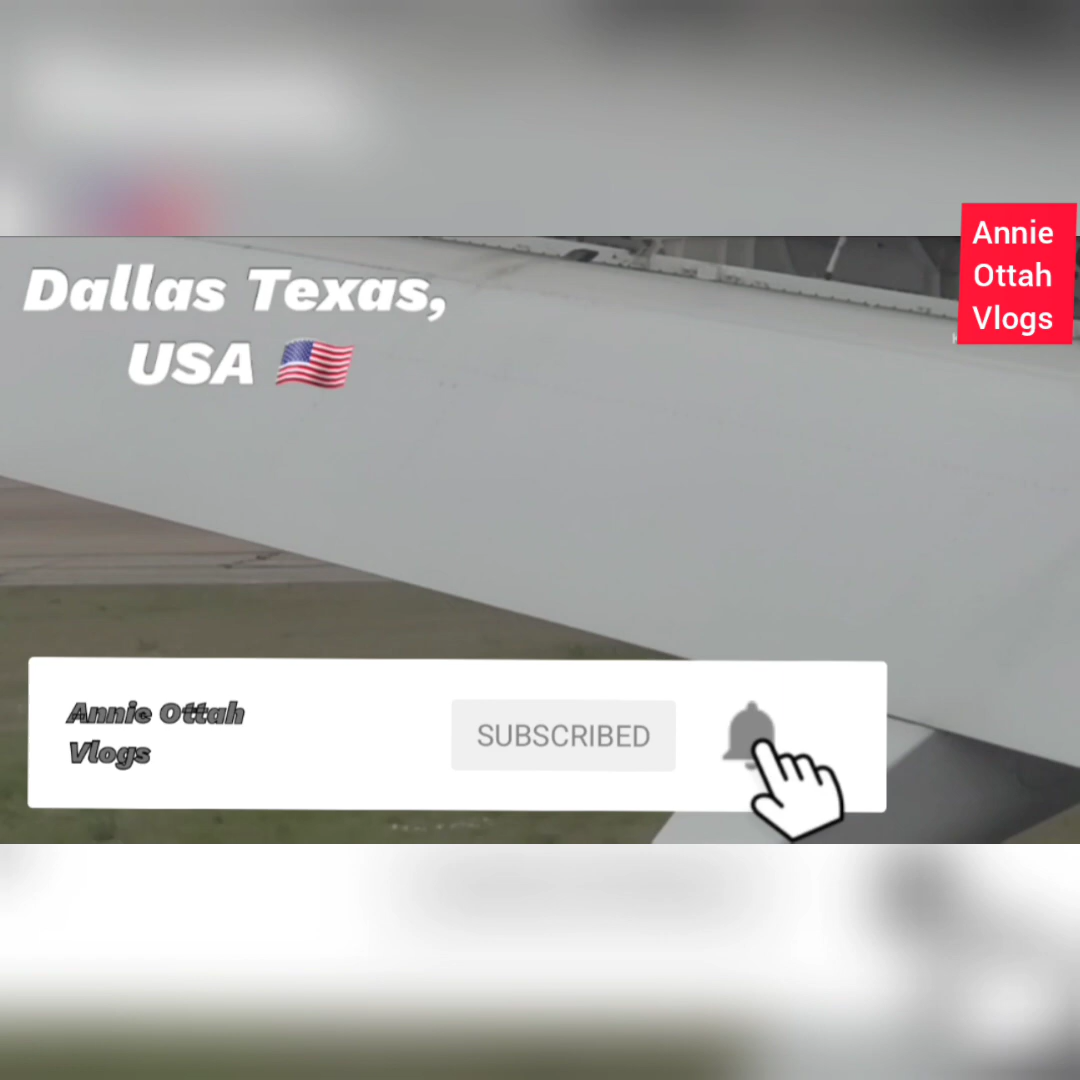 Annie
Ottah
Vlogs
Dallas Texas,
USA 🇺🇸
Annie Ottah
Vlogs
SUBSCRIBED